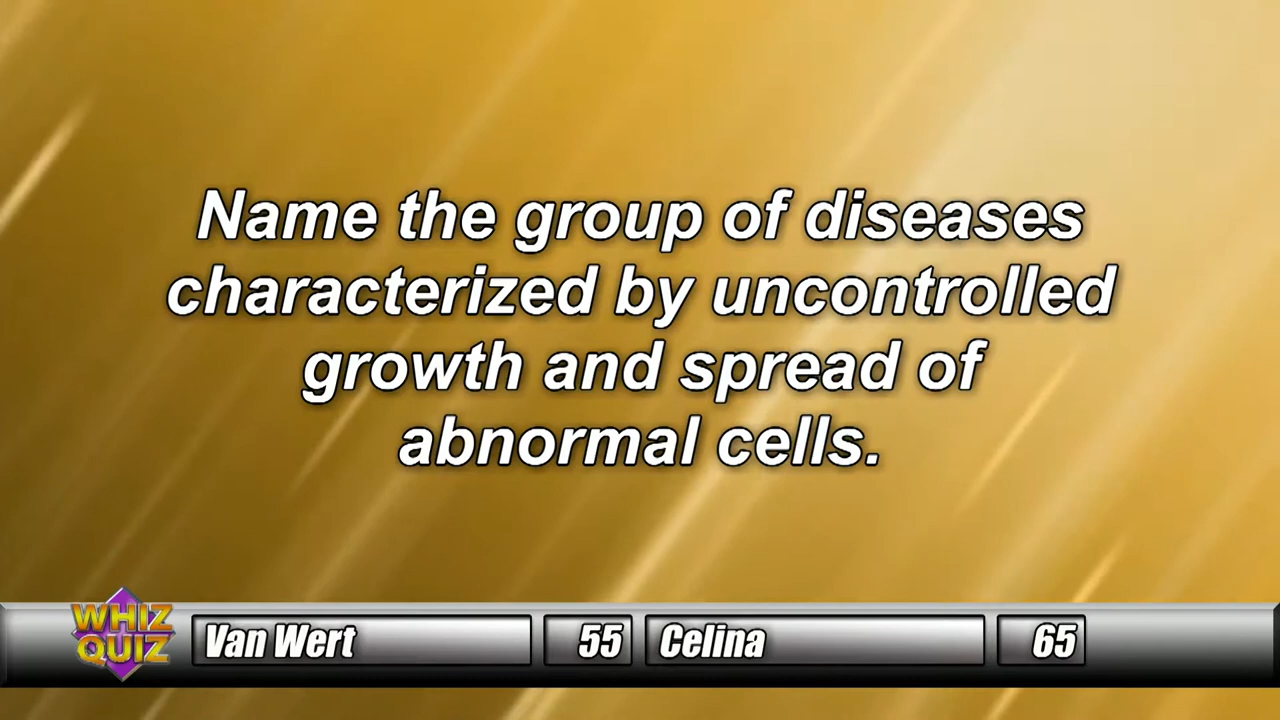 Name the group of diseases
characterized by uncontrolled
growth and spread of
abnormal cells.
WHIZ
QUIZ
Van Wert
55
Celina
65